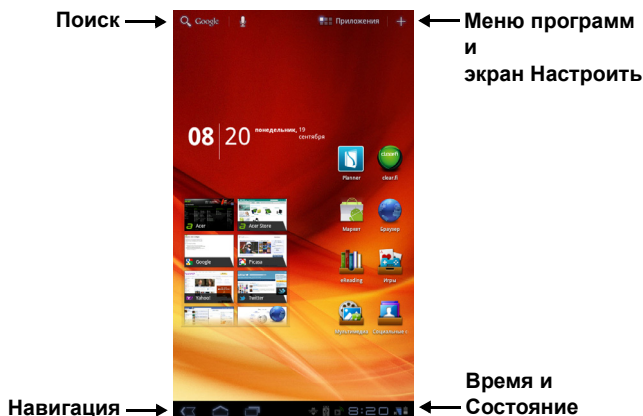 Поиск
Google
Приложения
Меню программ
и
экран Настроить
08 20 понедельник, 19
сентября
Planner clear.fi
Маркет Браузер
Acer Acer Store
Google Picasa
eReading Игры
Yahoo! Twitter
Мультимедиа
Навигация
8:20
Время и
Состояние